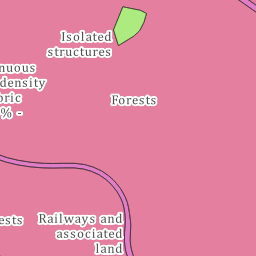 Isolated
structures
nuous
density
oric
% -
Forests
ests
Railways and
associated
land